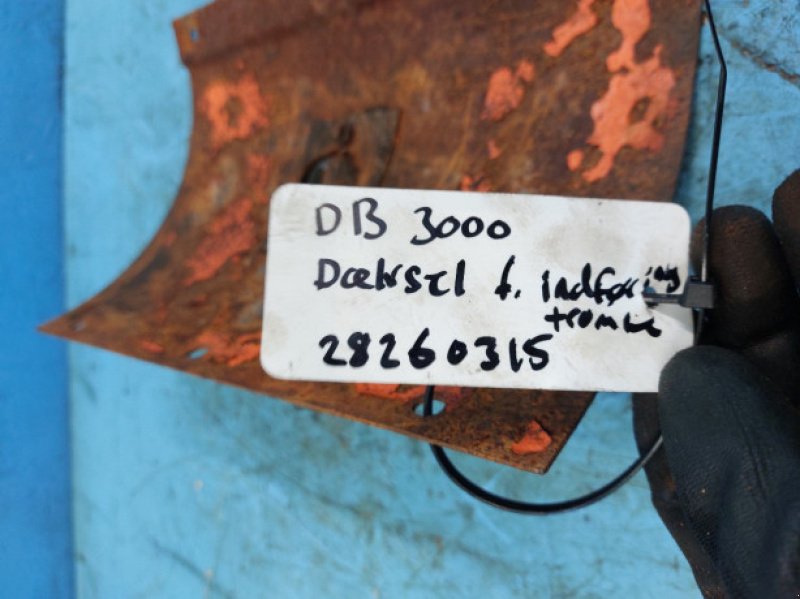 DB 3000
Dæksel f. indføring
tromle
28260315